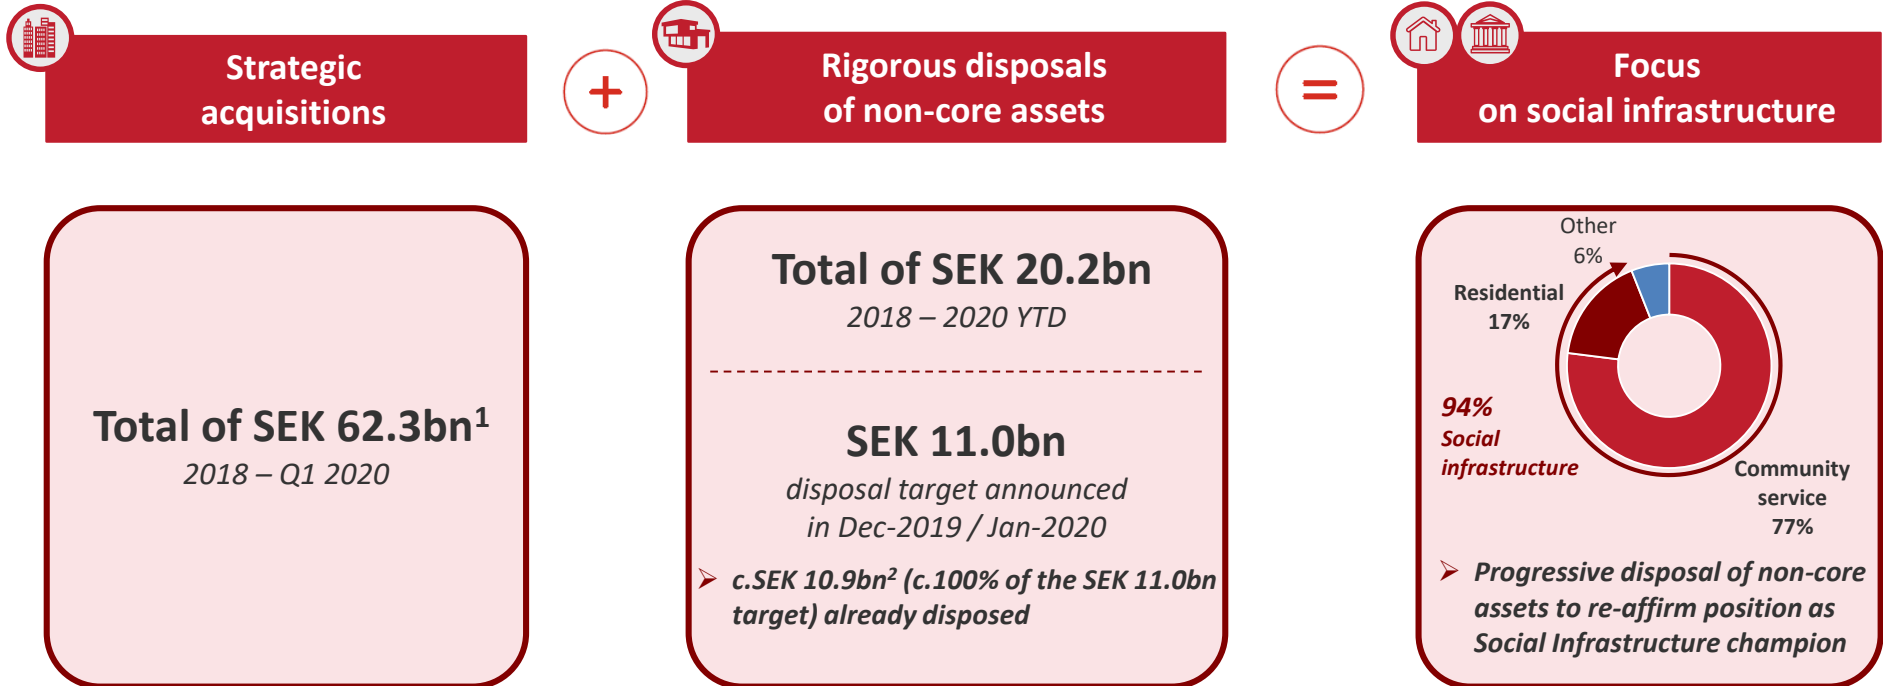 Strategic
acquisitions
+
Rigorous disposals
of non-core assets
=
Focus
on social infrastructure
Total of SEK 62.3bn¹
2018 – Q1 2020
Total of SEK 20.2bn
2018 – 2020 YTD
SEK 11.0bn
disposal target announced
in Dec-2019 / Jan-2020
➢ c.SEK 10.9bn² (c.100% of the SEK 11.0bn
target) already disposed
Other
6%
Residential
17%
94%
Social
infrastructure
Community
service
77%
➢ Progressive disposal of non-core
assets to re-affirm position as
Social Infrastructure champion